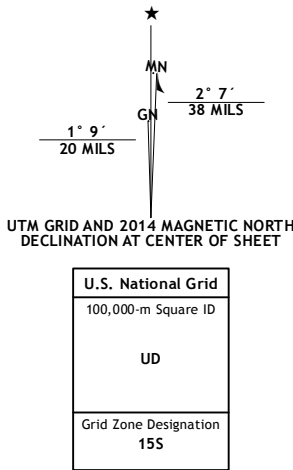 MN
2° 7´
38 MILS
GN
1° 9´
20 MILS
UTM GRID AND 2014 MAGNETIC NORTH
DECLINATION AT CENTER OF SHEET
U.S. National Grid
100,000-m Square ID
UD
Grid Zone Designation
15S